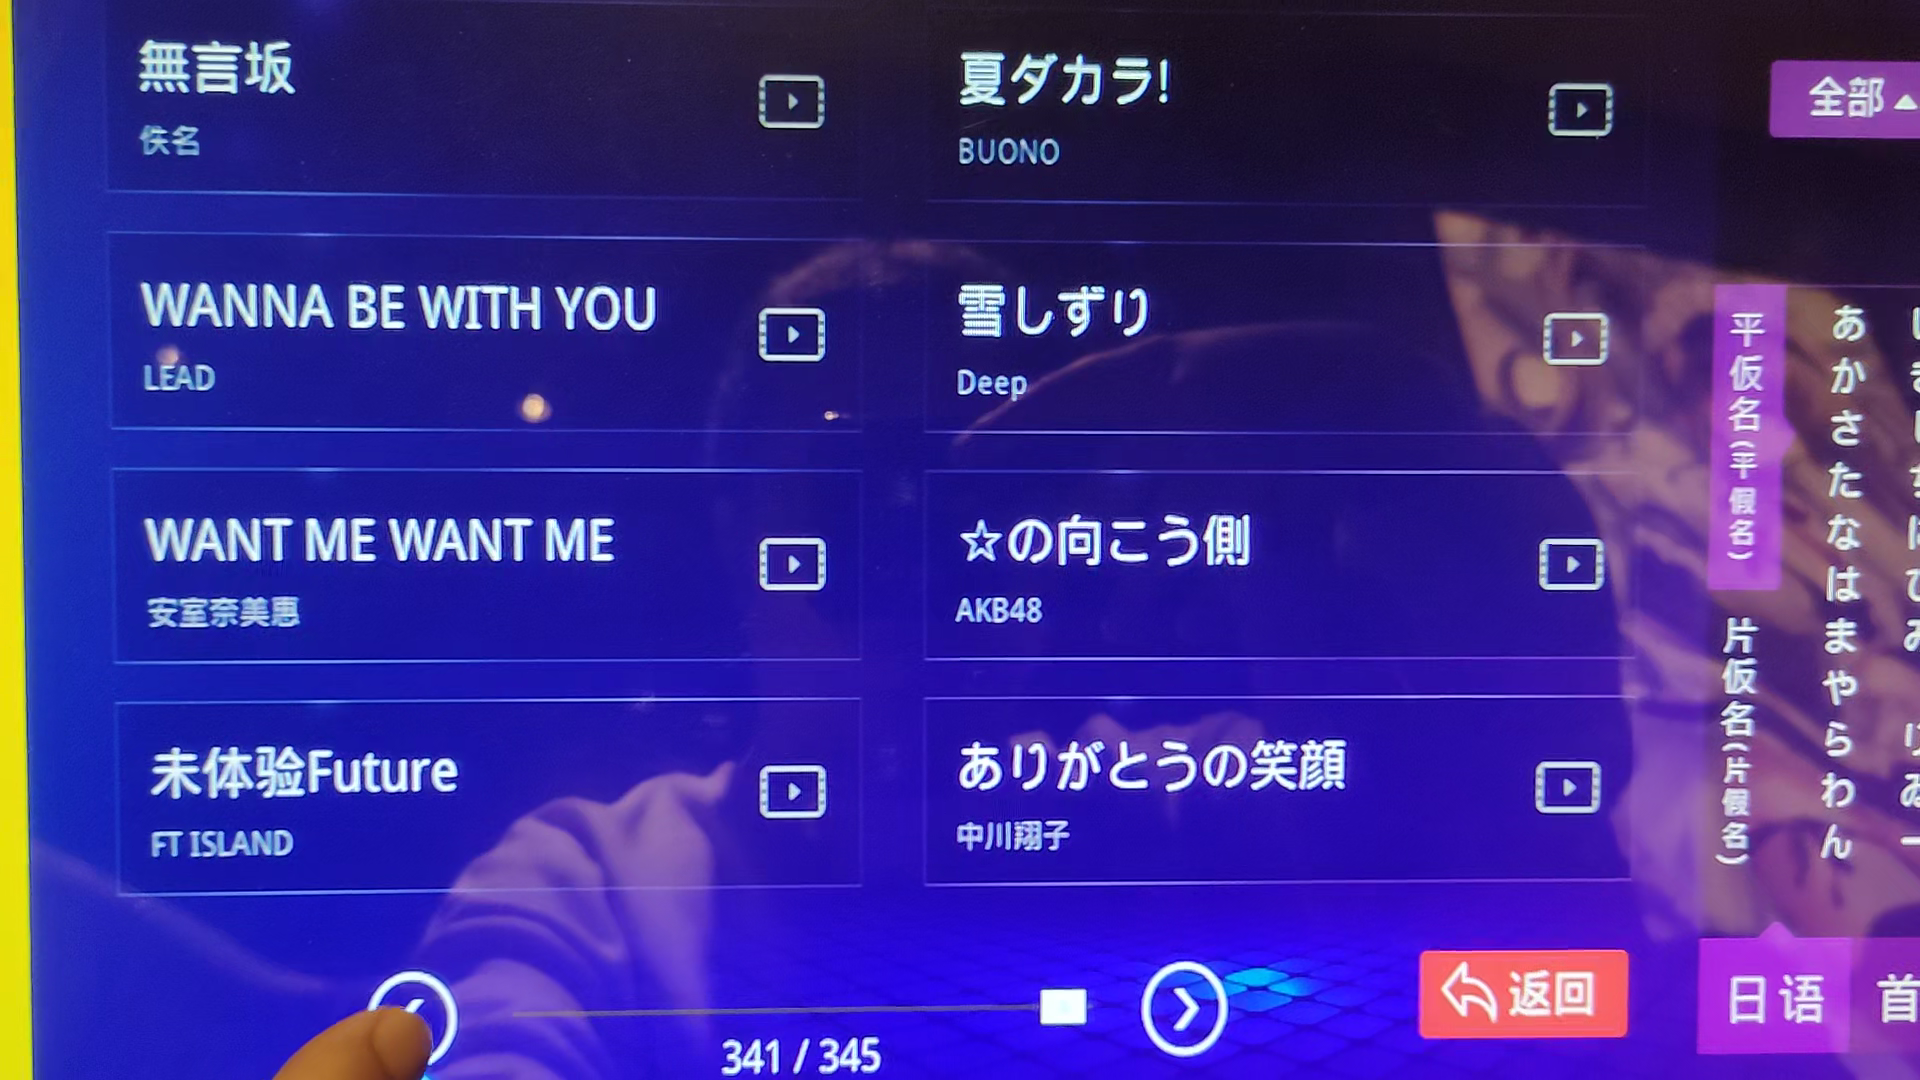 無言坂
佚名
夏ダカラ!
BUONO
WANNA BE WITH YOU
LEAD
雪しずり
Deep
WANT ME WANT ME
安室奈美惠
☆の向こう側
AKB48
未体验Future
FT ISLAND
ありがとうの笑顔
中川翔子
341 / 345
返回
全部
平仮名(平假名)
片仮名(片假名)
あかさたなはまやらわん
日语
首